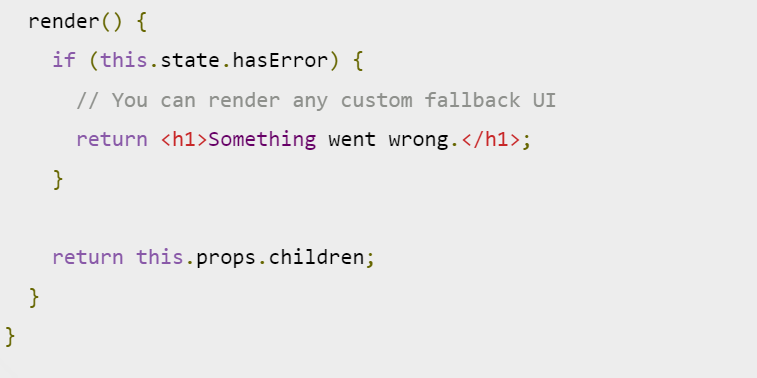 render() {
if (this.state.hasError) {
// You can render any custom fallback UI
return <h1>Something went wrong.</h1>;
}
return this.props.children;
}
}